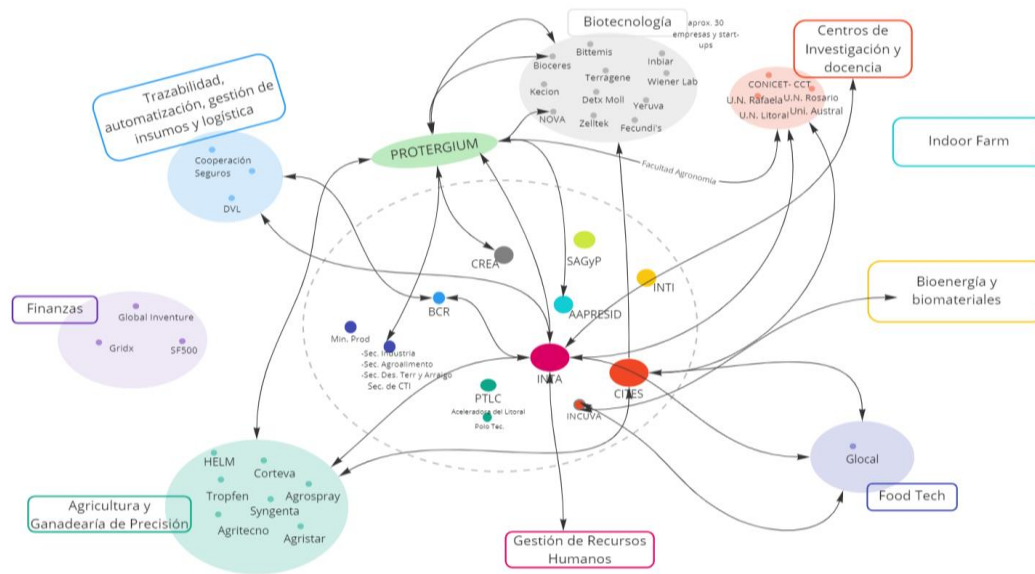 Biotecnología
aprox. 30
empresas y start-
ups
Bittemis
Bioceres
Inbiar
Terragene
Wiener Lab
Kecion
Detx Moll
Yeruva
NOVA
Zelltek
Fecundi's
Centros de
Investigación y
docencia
CONICET- CCT
U.N. Rafaela
U.N. Rosario
U.N. Litoral
Uni. Austral
Trazabilidad,
automatización, gestión de
insumos y logística
Cooperación
Seguros
DVL
PROTERGIUM
Facultad Agronomía
Indoor Farm
CREA
SAGyP
INTI
BCR
AAPRESID
Bioenergía y
biomateriales
Finanzas
Global Inventure
Gridx
SF500
Min. Prod
-Sec. Industria
-Sec. Agroalimento
-Sec. Des. Terr y Arraigo
Sec. de CTI
INTA
CITES
PTLC
Aceleradora del Litoral
Polo Tac.
INCUVA
Glocal
Food Tech
HELM
Corteva
Tropfen
Agrospray
Syngenta
Agritecno
Agristar
Agricultura y
Ganadearía de Precisión
Gestión de Recursos
Humanos